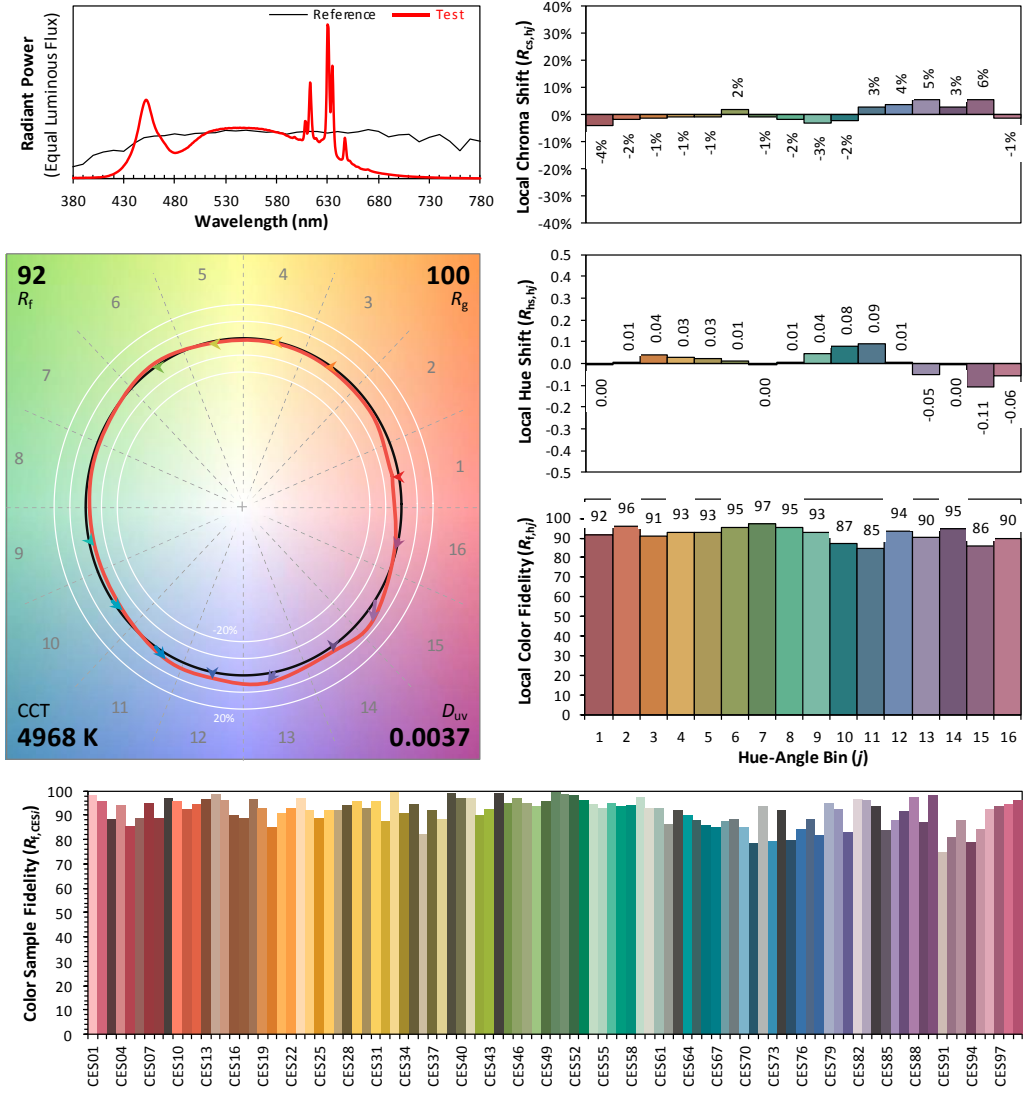 Radiant Power
(Equal Luminous Flux)
Reference
Test
380
430
480
530
580
630
680
730
780
Wavelength (nm)
Local Chroma Shift (Rcs,hj)
40%
30%
20%
10%
0%
-10%
-20%
-30%
-40%
-4%
-2%
-1%
-1%
-1%
2%
-1%
-2%
-3%
-2%
3%
4%
5%
3%
6%
-1%
92
Rf
100
Rg
1
2
3
4
5
6
7
8
9
10
11
12
13
14
15
16
-20%
20%
CCT
4968 K
Duv
0.0037
Local Hue Shift (Rhs,hj)
0.5
0.4
0.3
0.2
0.1
0.0
-0.1
-0.2
-0.3
-0.4
-0.5
0.00
0.01
0.04
0.03
0.03
0.01
0.00
0.01
0.04
0.08
0.09
0.01
-0.05
0.00
-0.11
-0.06
Local Color Fidelity (Rf,hj)
100
90
80
70
60
50
40
30
20
10
0
92
96
91
93
93
95
97
95
93
87
85
94
90
95
86
90
1 2 3 4 5 6 7 8 9 10 11 12 13 14 15 16
Hue-Angle Bin (j)
Color Sample Fidelity (Rf,CESi)
100
90
80
70
60
50
40
30
20
10
0
CES01
CES04
CES07
CES10
CES13
CES16
CES19
CES22
CES25
CES28
CES31
CES34
CES37
CES40
CES43
CES46
CES49
CES52
CES55
CES58
CES61
CES64
CES67
CES70
CES73
CES76
CES79
CES82
CES85
CES88
CES91
CES94
CES97